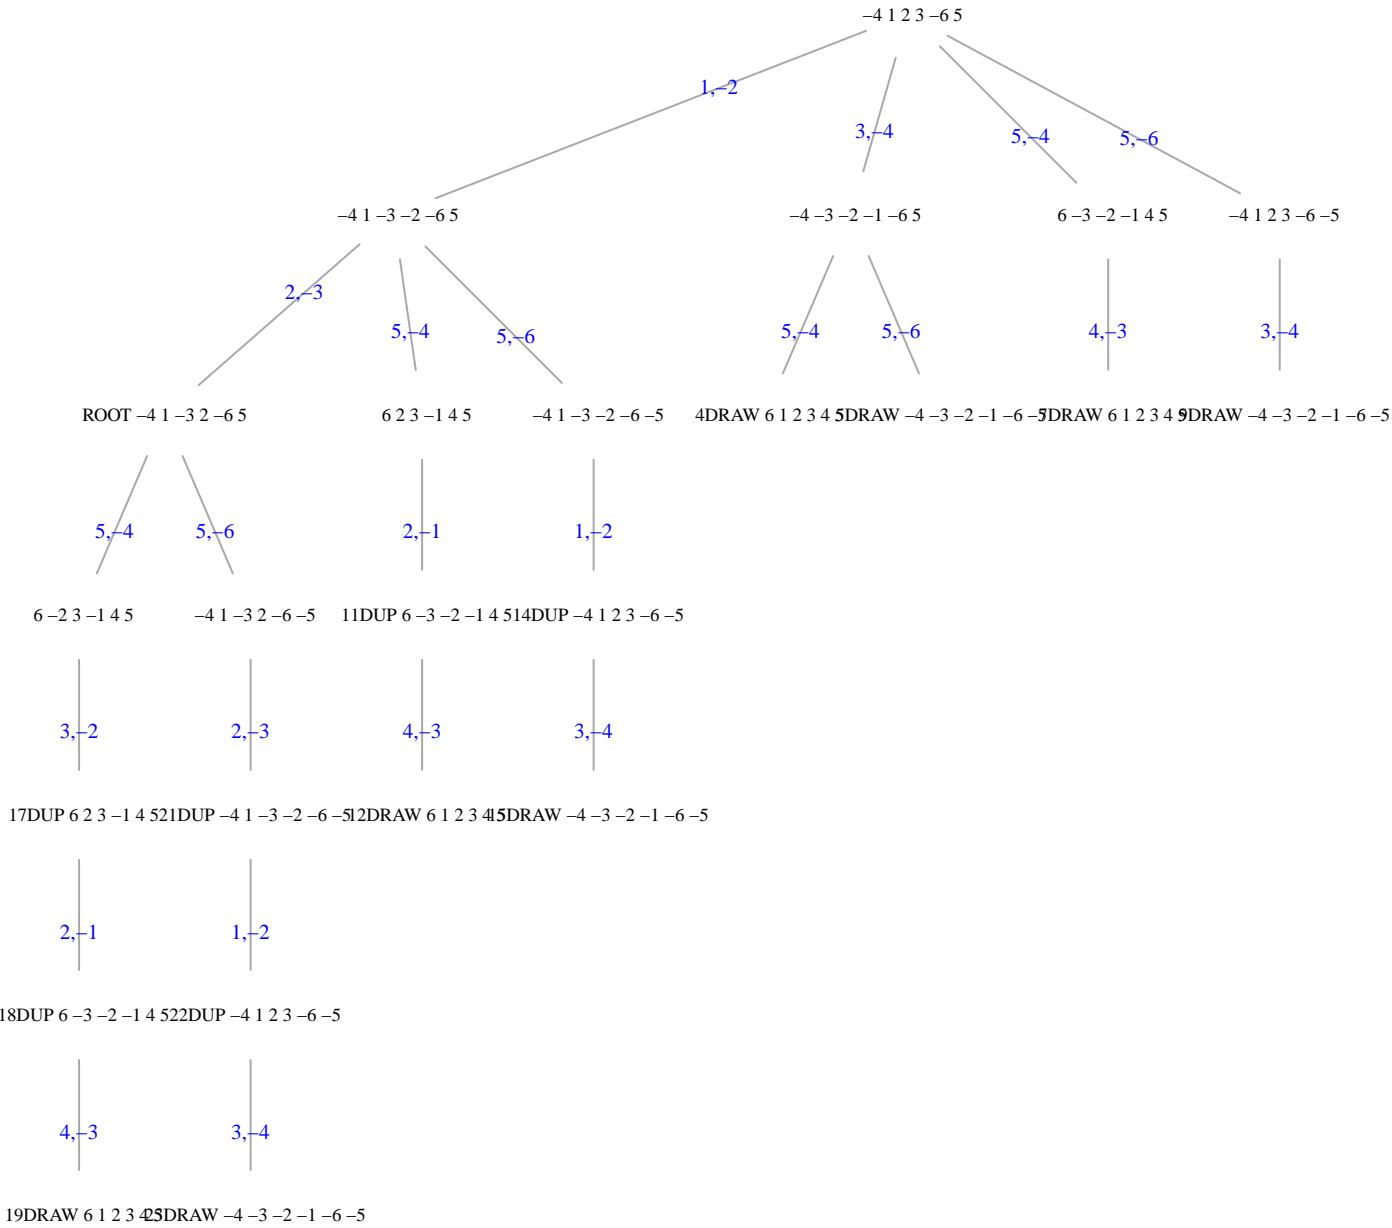 −4 1 2 3 −6 5
1,−2
3,−4
5,−4
5,−6
−4 1 −3 −2 −6 5
−4 −3 −2 −1 −6 5
6 −3 −2 −1 4 5
−4 1 2 3 −6 −5
2,−3
5,−4
5,−6
5,−4
5,−6
4,−3
3,−4
ROOT −4 1 −3 2 −6 5
6 2 3 −1 4 5
−4 1 −3 −2 −6 −5
4DRAW 6 1 2 3 4 5
5DRAW −4 −3 −2 −1 −6 −5
7DRAW 6 1 2 3 4 5
9DRAW −4 −3 −2 −1 −6 −5
5,−4
5,−6
2,−1
1,−2
6 −2 3 −1 4 5
−4 1 −3 2 −6 −5
11DUP 6 −3 −2 −1 4 5
14DUP −4 1 2 3 −6 −5
3,−2
2,−3
4,−3
3,−4
17DUP 6 2 3 −1 4 5
21DUP −4 1 −3 −2 −6 −5
12DRAW 6 1 2 3 4 5
15DRAW −4 −3 −2 −1 −6 −5
2,−1
1,−2
18DUP 6 −3 −2 −1 4 5
22DUP −4 1 2 3 −6 −5
4,−3
3,−4
19DRAW 6 1 2 3 4 5
23DRAW −4 −3 −2 −1 −6 −5